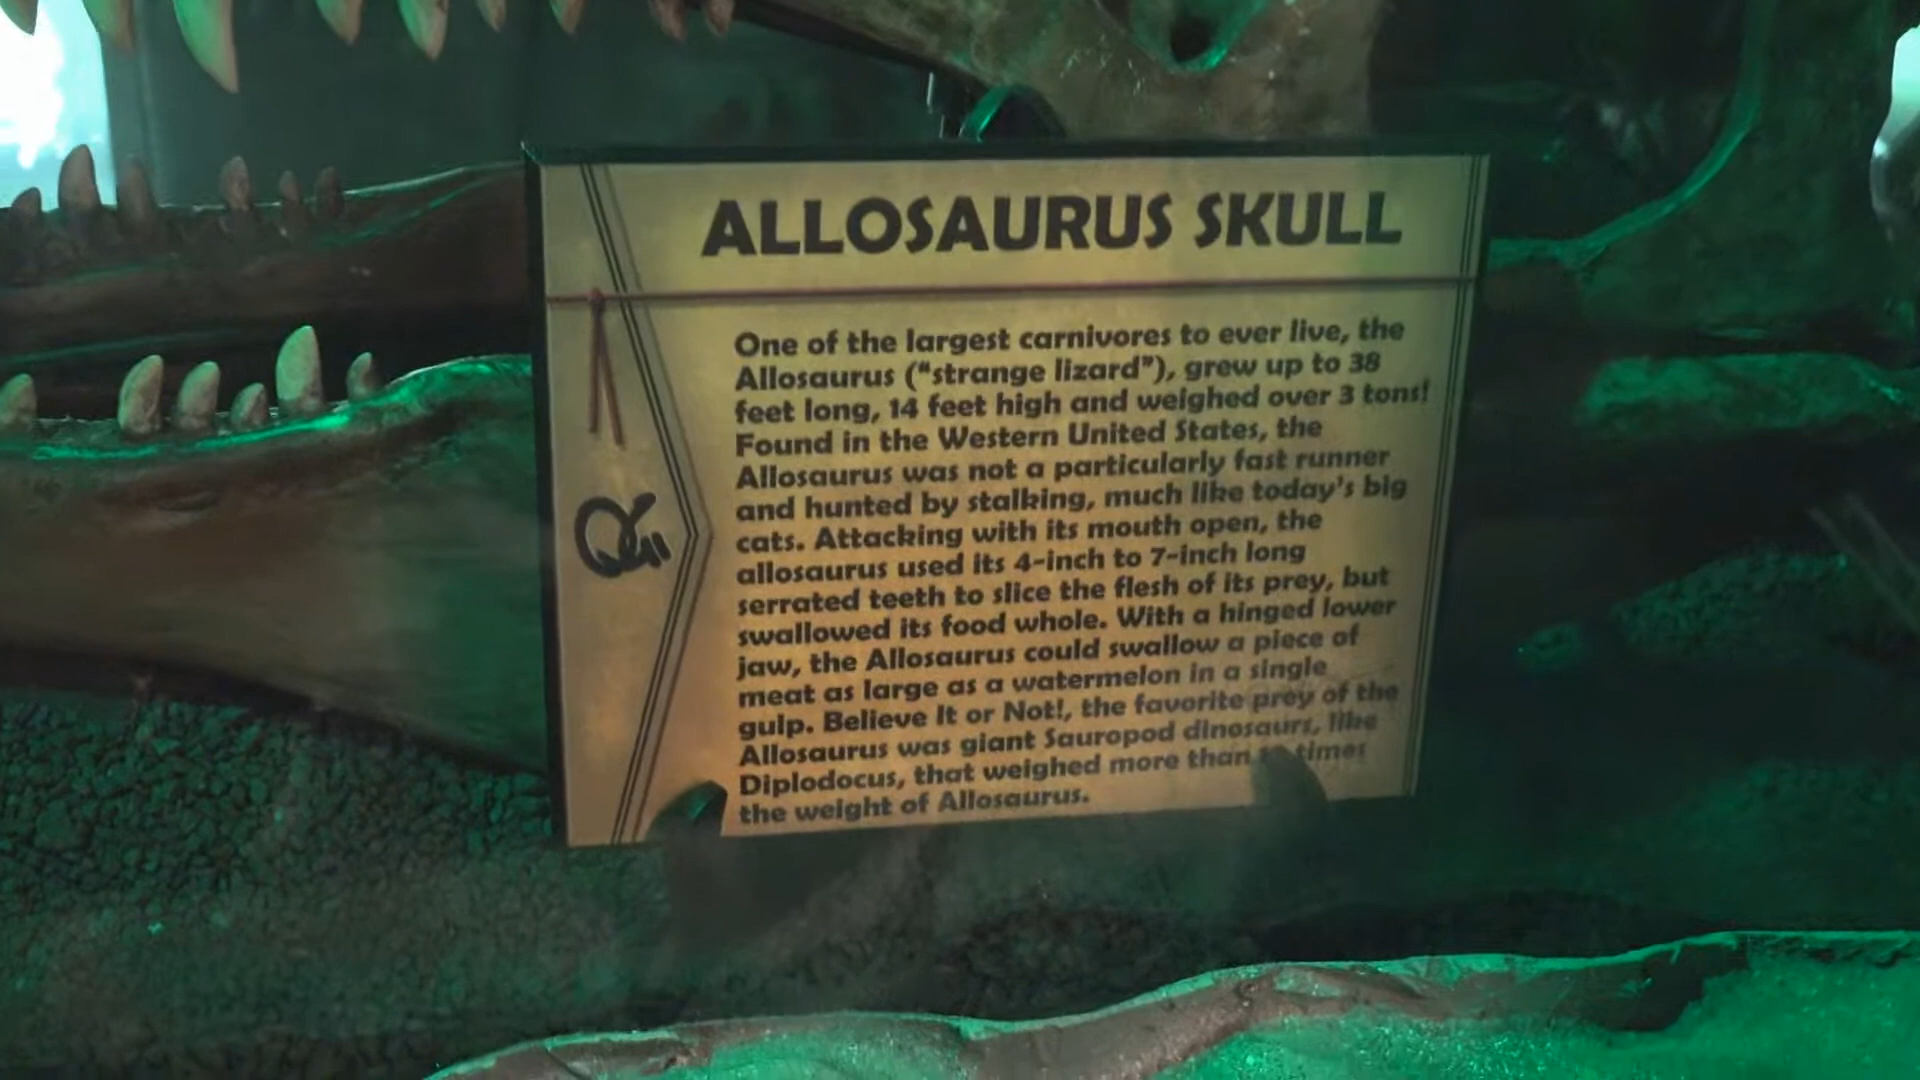 ALLOSAURUS SKULL
One of the largest carnivores to ever live, the
Allosaurus ("strange lizard"), grew up to 38
feet long, 14 feet high and weighed over 3 tons!
Found in the Western United States, the
Allosaurus was not a particularly fast runner
and hunted by stalking, much like today's big
cats. Attacking with its mouth open, the
allosaurus used its 4-inch to 7-inch long
serrated teeth to slice the flesh of its prey, but
swallowed its food whole. With a hinged lower
jaw, the Allosaurus could swallow a piece of
meat as large as a watermelon in a single
gulp. Believe It or Not!, the favorite prey of the
Allosaurus was giant Sauropod dinosaurs, like
Diplodocus, that weighed more than times
the weight of Allosaurus.